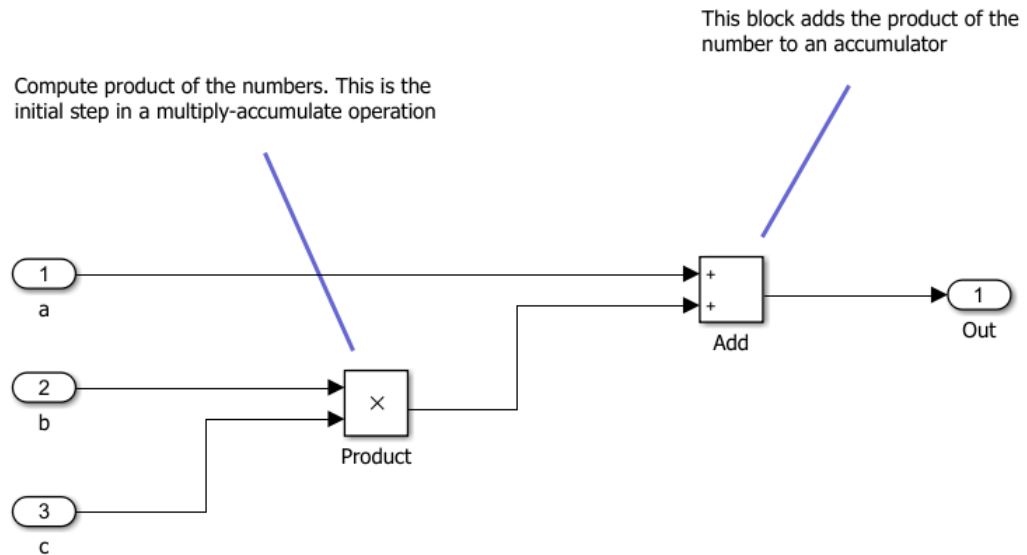 This block adds the product of the
number to an accumulator
Compute product of the numbers. This is the
initial step in a multiply-accumulate operation
1
a
+
+
Add
1
Out
2
b
×
Product
3
c